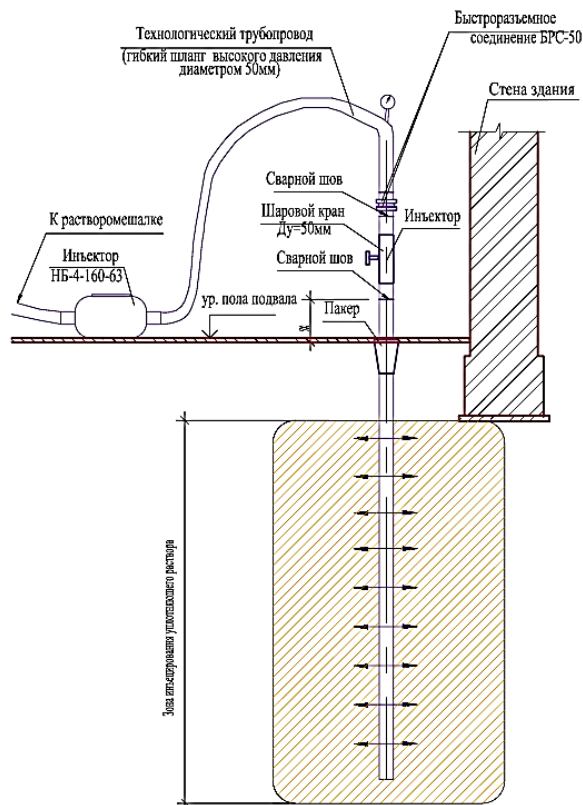 Технологический трубопровод
(гибкий шланг высокого давления
диаметром 50мм)
Быстроразъемное
соединение БРС-50
Стена здания
Сварной шов
Шаровой кран
Ду=50мм
Инъектор
К растворомешалке
Инъектор
НБ-4-160-63
Сварной шов
ур. пола подвала
Пакер
Зона инъецирования уплотняющего раствора